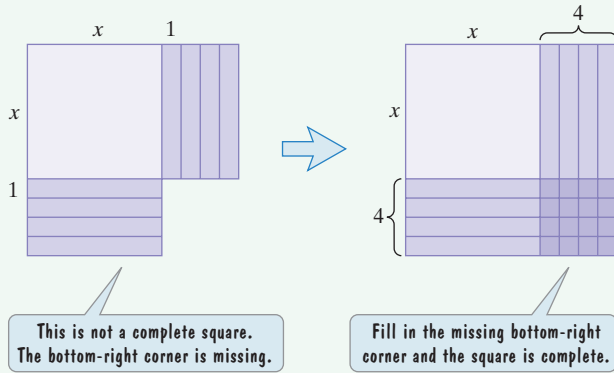 x 1
x
1
This is not a complete square.
The bottom-right corner is missing.
4
x
x
4
Fill in the missing bottom-right
corner and the square is complete.